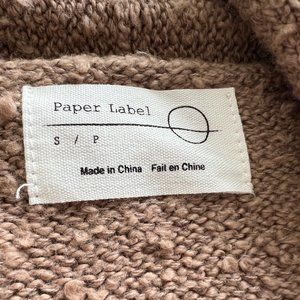 Paper Label
S / P
Made in China Fait en Chine